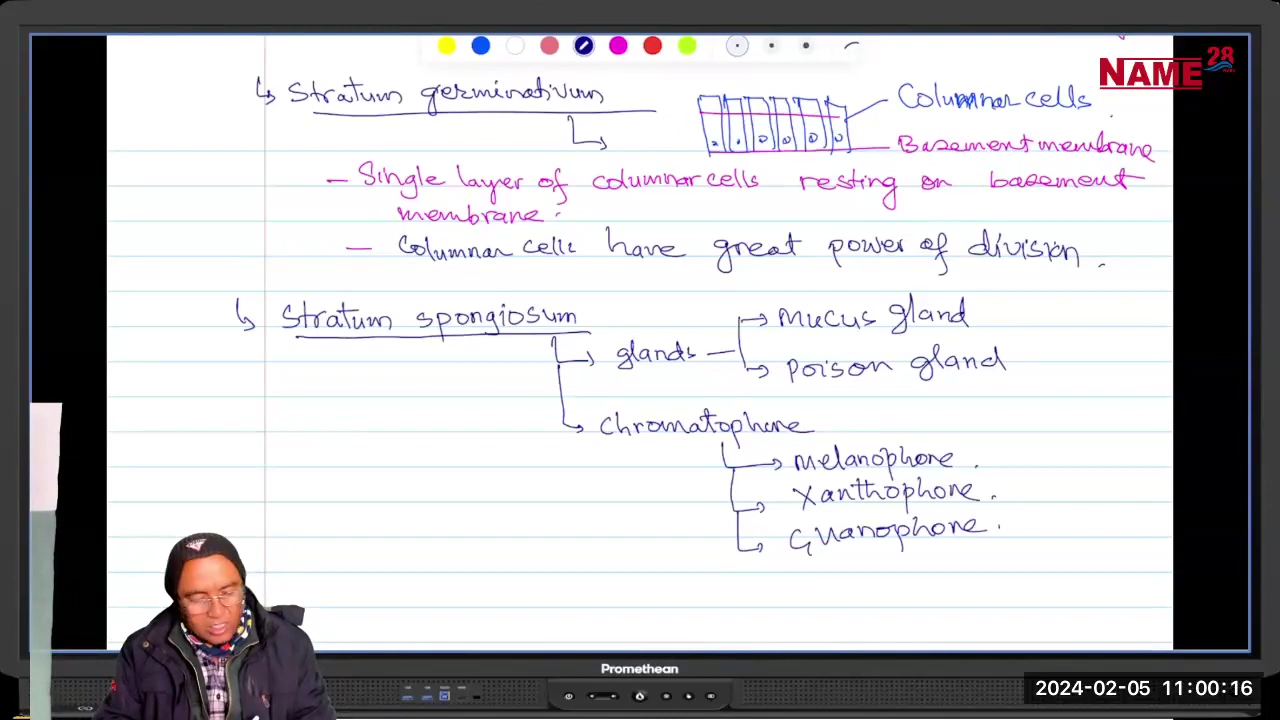 NAME 28
↳ Stratum germinativum
Columnar cells
Basement membrane
- Single layer of columnar cells resting on basement
membrane.
- Columnar cells have great power of division.
↳ Stratum spongiosum
→ Mucus gland
→ glands
→ poison gland
→ chromatophore
→ Melanophore.
→ Xanthophore.
→ Guanophore.
Promethean
2024-02-05 11:00:16